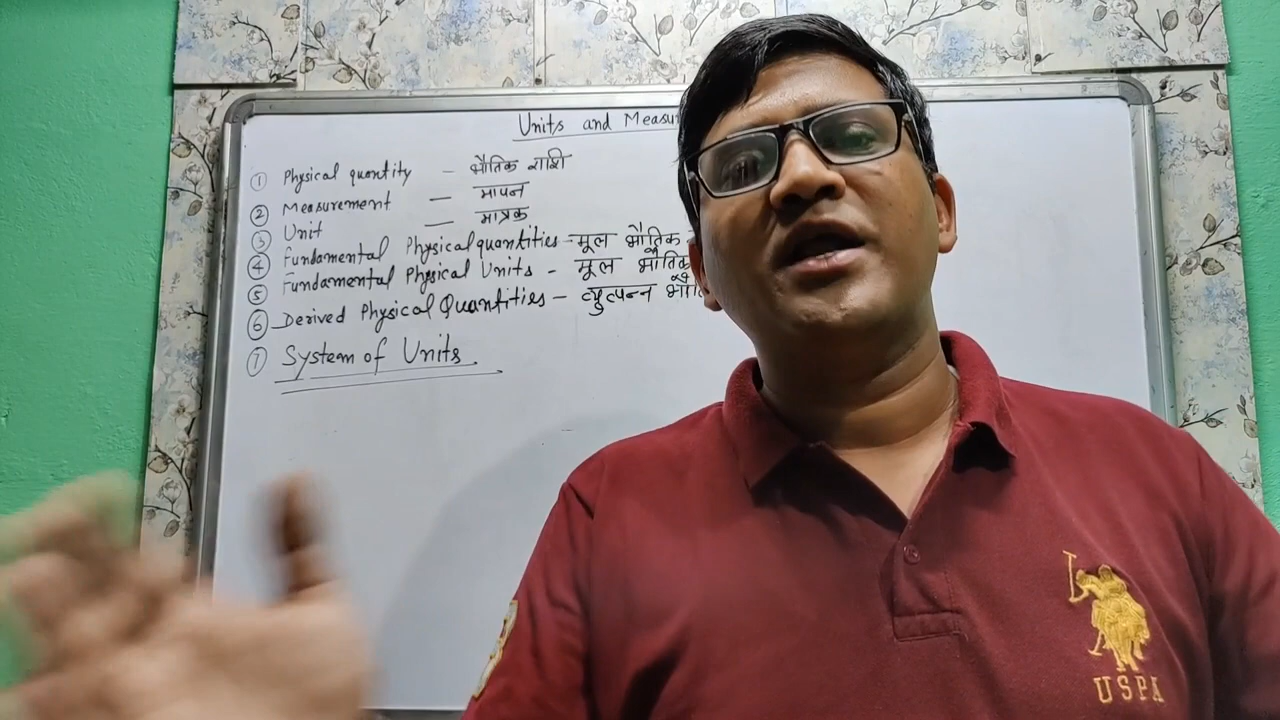 Units and Measu
① Physical quantity - भौतिक राशि
② Measurement - मापन
③ Unit - मात्रक
④ Fundamental Physical quantities - मूल भौतिक -
⑤ Fundamental Physical Units - मूल भौतिक
⑥ Derived Physical Quantities - व्युत्पन्न
⑦ System of Units
USPA